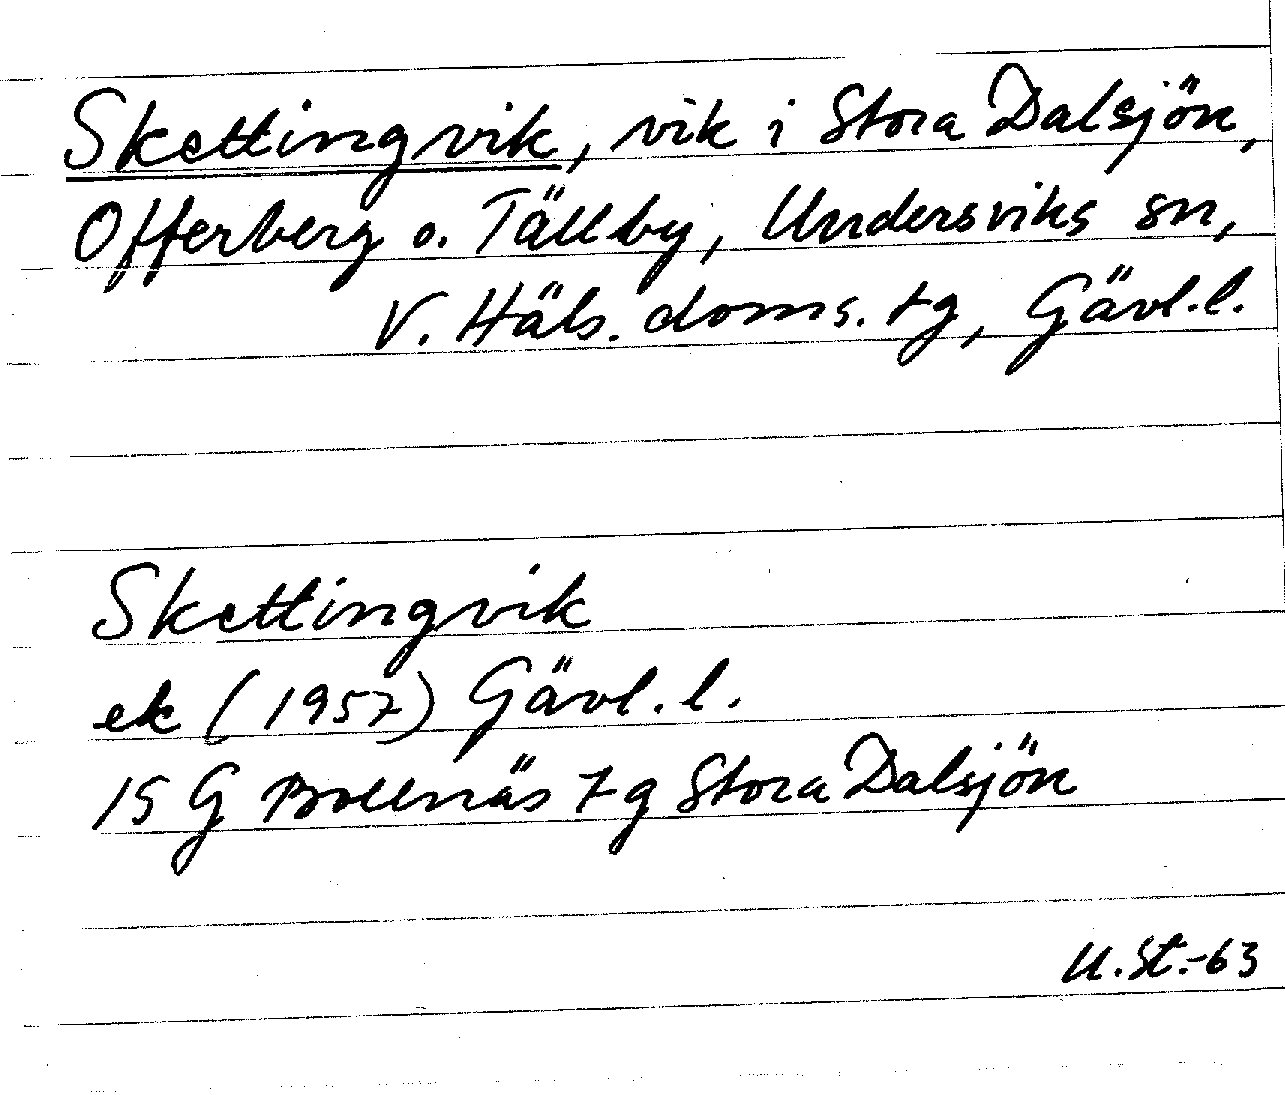 Skettingvik, vik i Stora Dalsjön,
Offerberg o. Tällby, Undersviks sn,
V. Häls. doms. tg, Gävl.l.
Skettingvik
ek (1957) Gävl.l.
15 G Bollnäs tg Stora Dalsjön
U.St.-63